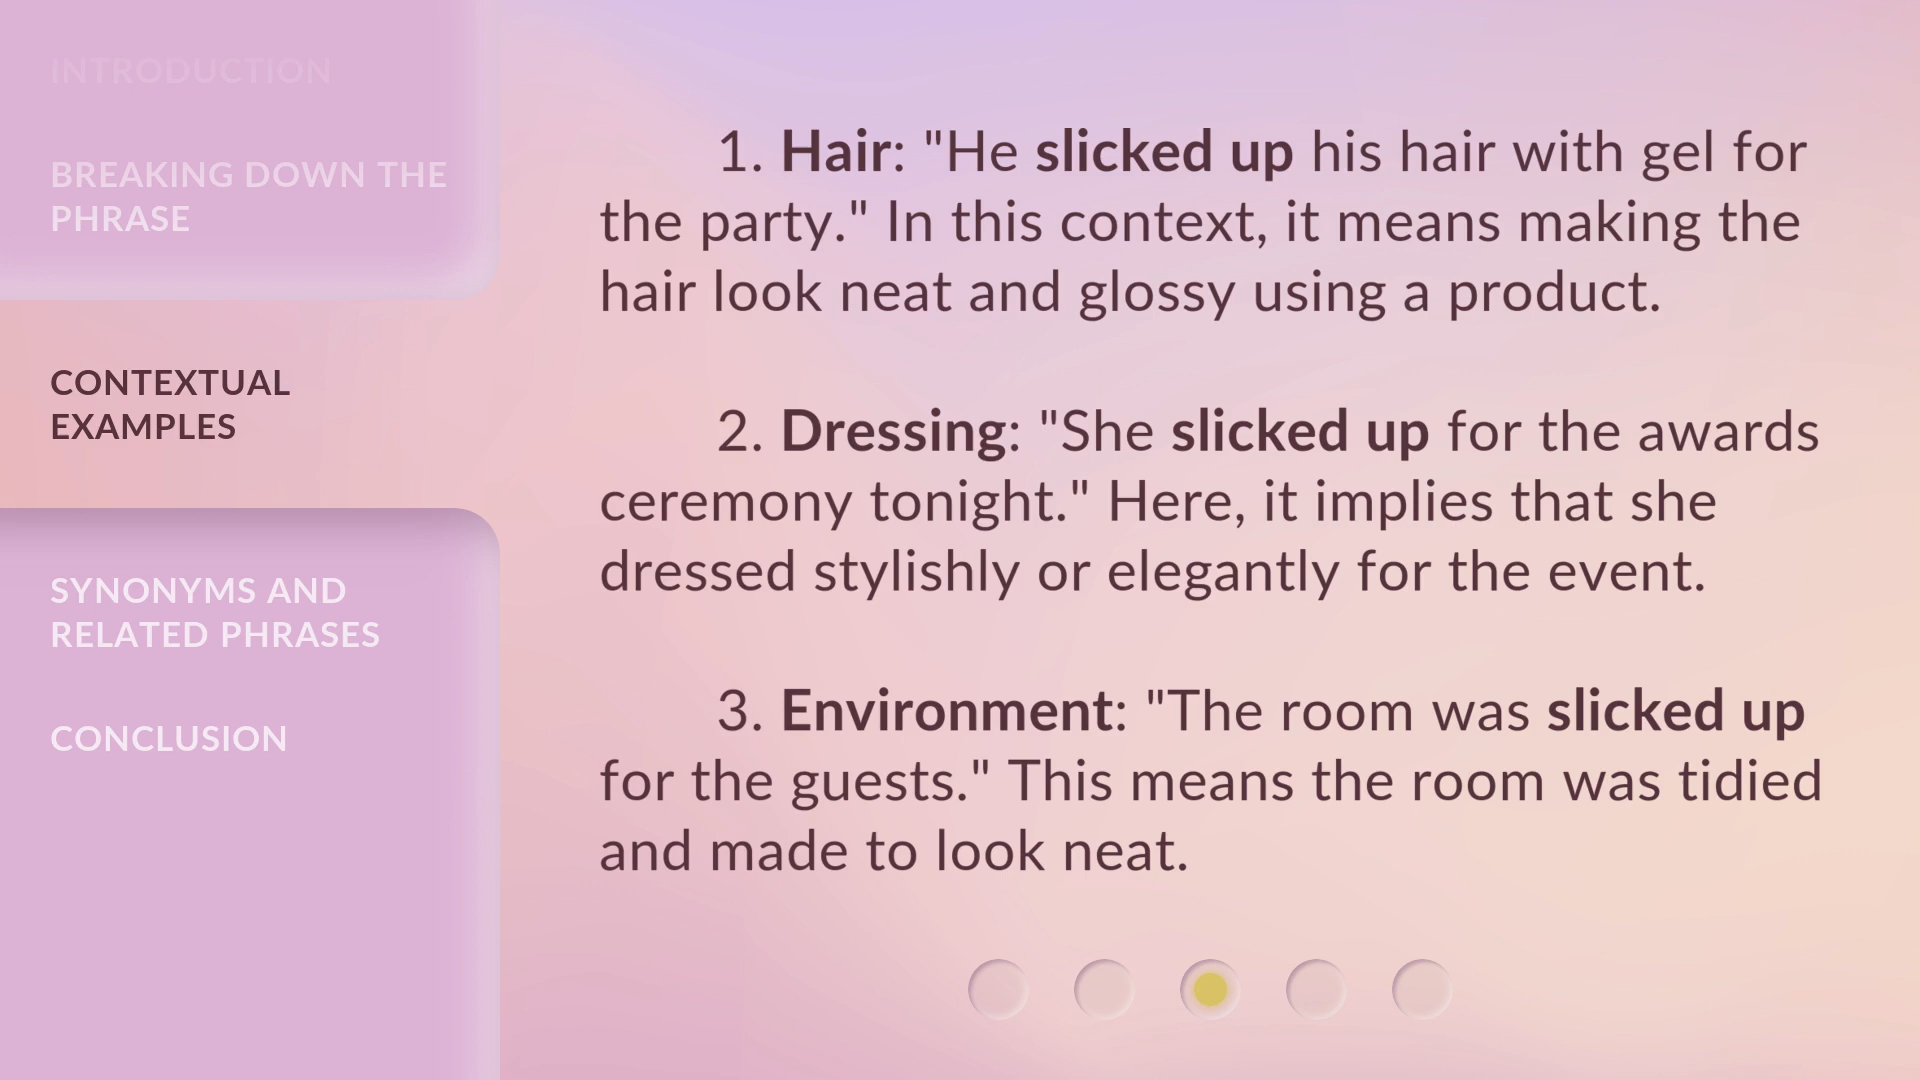 INTRODUCTION
BREAKING DOWN THE
PHRASE
CONTEXTUAL
EXAMPLES
SYNONYMS AND
RELATED PHRASES
CONCLUSION
1. Hair: "He slicked up his hair with gel for
the party." In this context, it means making the
hair look neat and glossy using a product.
2. Dressing: "She slicked up for the awards
ceremony tonight." Here, it implies that she
dressed stylishly or elegantly for the event.
3. Environment: "The room was slicked up
for the guests." This means the room was tidied
and made to look neat.